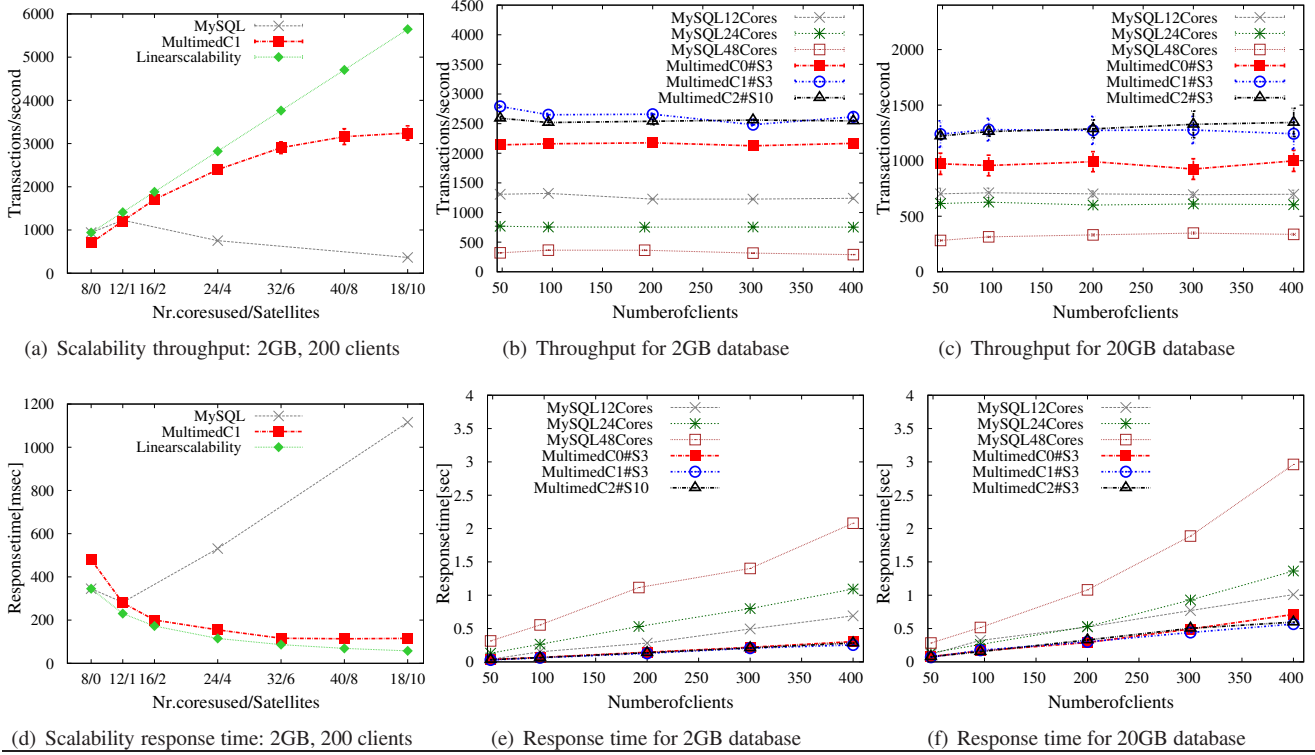 MySQL
MultimedC1
Linearscalability
6000
5000
4000
3000
2000
1000
0
Transactions/second
8/0 12/1 16/2 24/4 32/6 40/8 18/10
Nr.coresused/Satellites
(a) Scalability throughput: 2GB, 200 clients
MySQL12Cores
MySQL24Cores
MySQL48Cores
MultimedC0#S3
MultimedC1#S3
MultimedC2#S10
4500
4000
3500
3000
2500
2000
1500
1000
500
0
Transactions/second
50 100 150 200 250 300 350 400
Numberofclients
(b) Throughput for 2GB database
MySQL12Cores
MySQL24Cores
MySQL48Cores
MultimedC0#S3
MultimedC1#S3
MultimedC2#S3
2000
1500
1000
500
0
Transactions/second
50 100 150 200 250 300 350 400
Numberofclients
(c) Throughput for 20GB database
MySQL
MultimedC1
Linearscalability
1200
1000
800
600
400
200
0
Responsetime[msec]
8/0 12/1 16/2 24/4 32/6 40/8 18/10
Nr.coresused/Satellites
(d) Scalability response time: 2GB, 200 clients
MySQL12Cores
MySQL24Cores
MySQL48Cores
MultimedC0#S3
MultimedC1#S3
MultimedC2#S10
4
3.5
3
2.5
2
1.5
1
0.5
0
Responsetime[sec]
50 100 150 200 250 300 350 400
Numberofclients
(e) Response time for 2GB database
MySQL12Cores
MySQL24Cores
MySQL48Cores
MultimedC0#S3
MultimedC1#S3
MultimedC2#S3
4
3.5
3
2.5
2
1.5
1
0.5
0
Responsetime[sec]
50 100 150 200 250 300 350 400
Numberofclients
(f) Response time for 20GB database